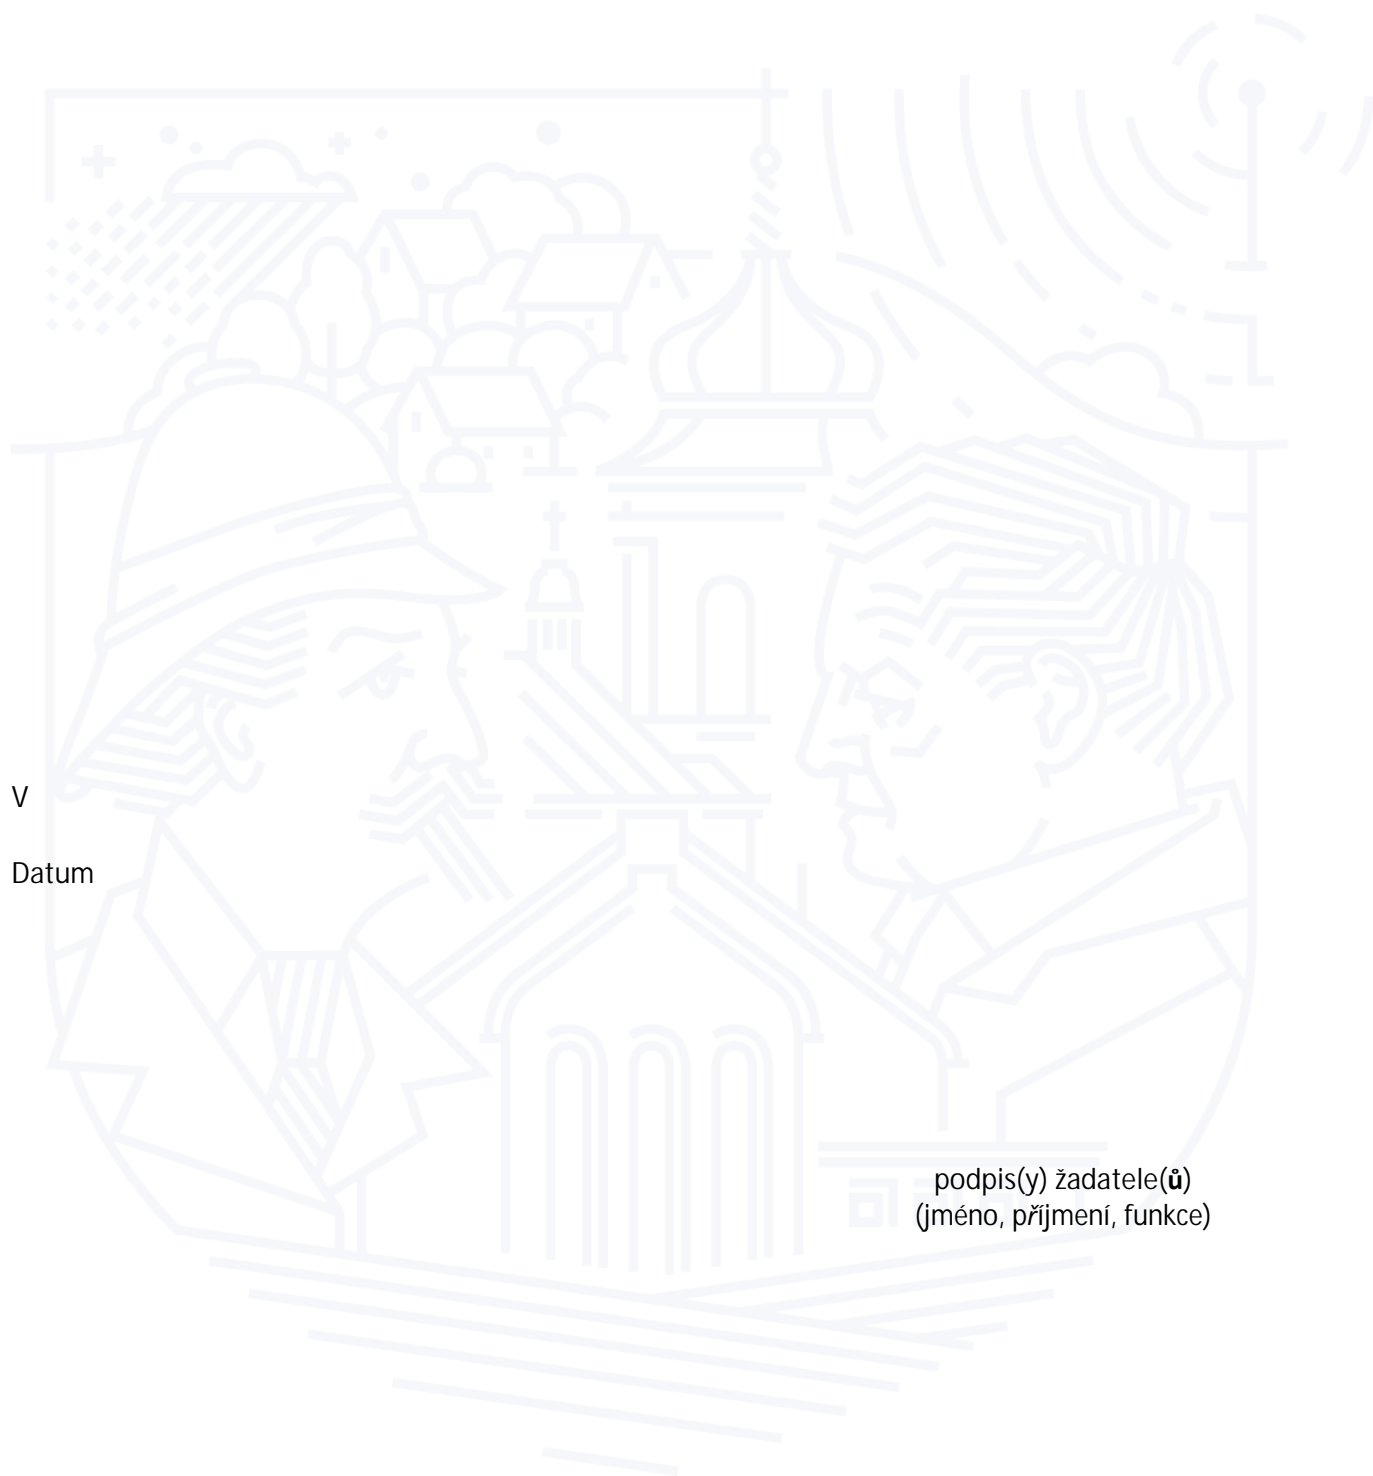 V
Datum
podpis(y) žadatele(ů)
(jméno, příjmení, funkce)